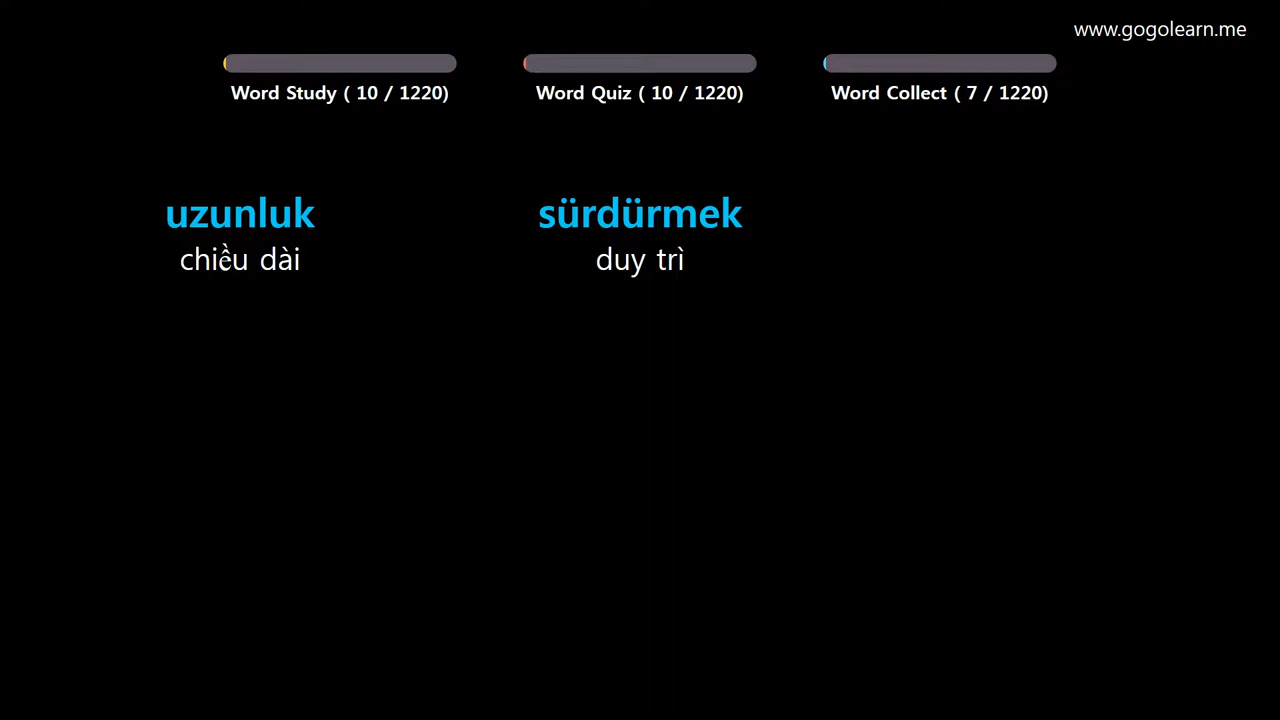 www.gogolearn.me
Word Study ( 10 / 1220)
Word Quiz ( 10 / 1220)
Word Collect ( 7 / 1220)
uzunluk
chiều dài
sürdürmek
duy trì